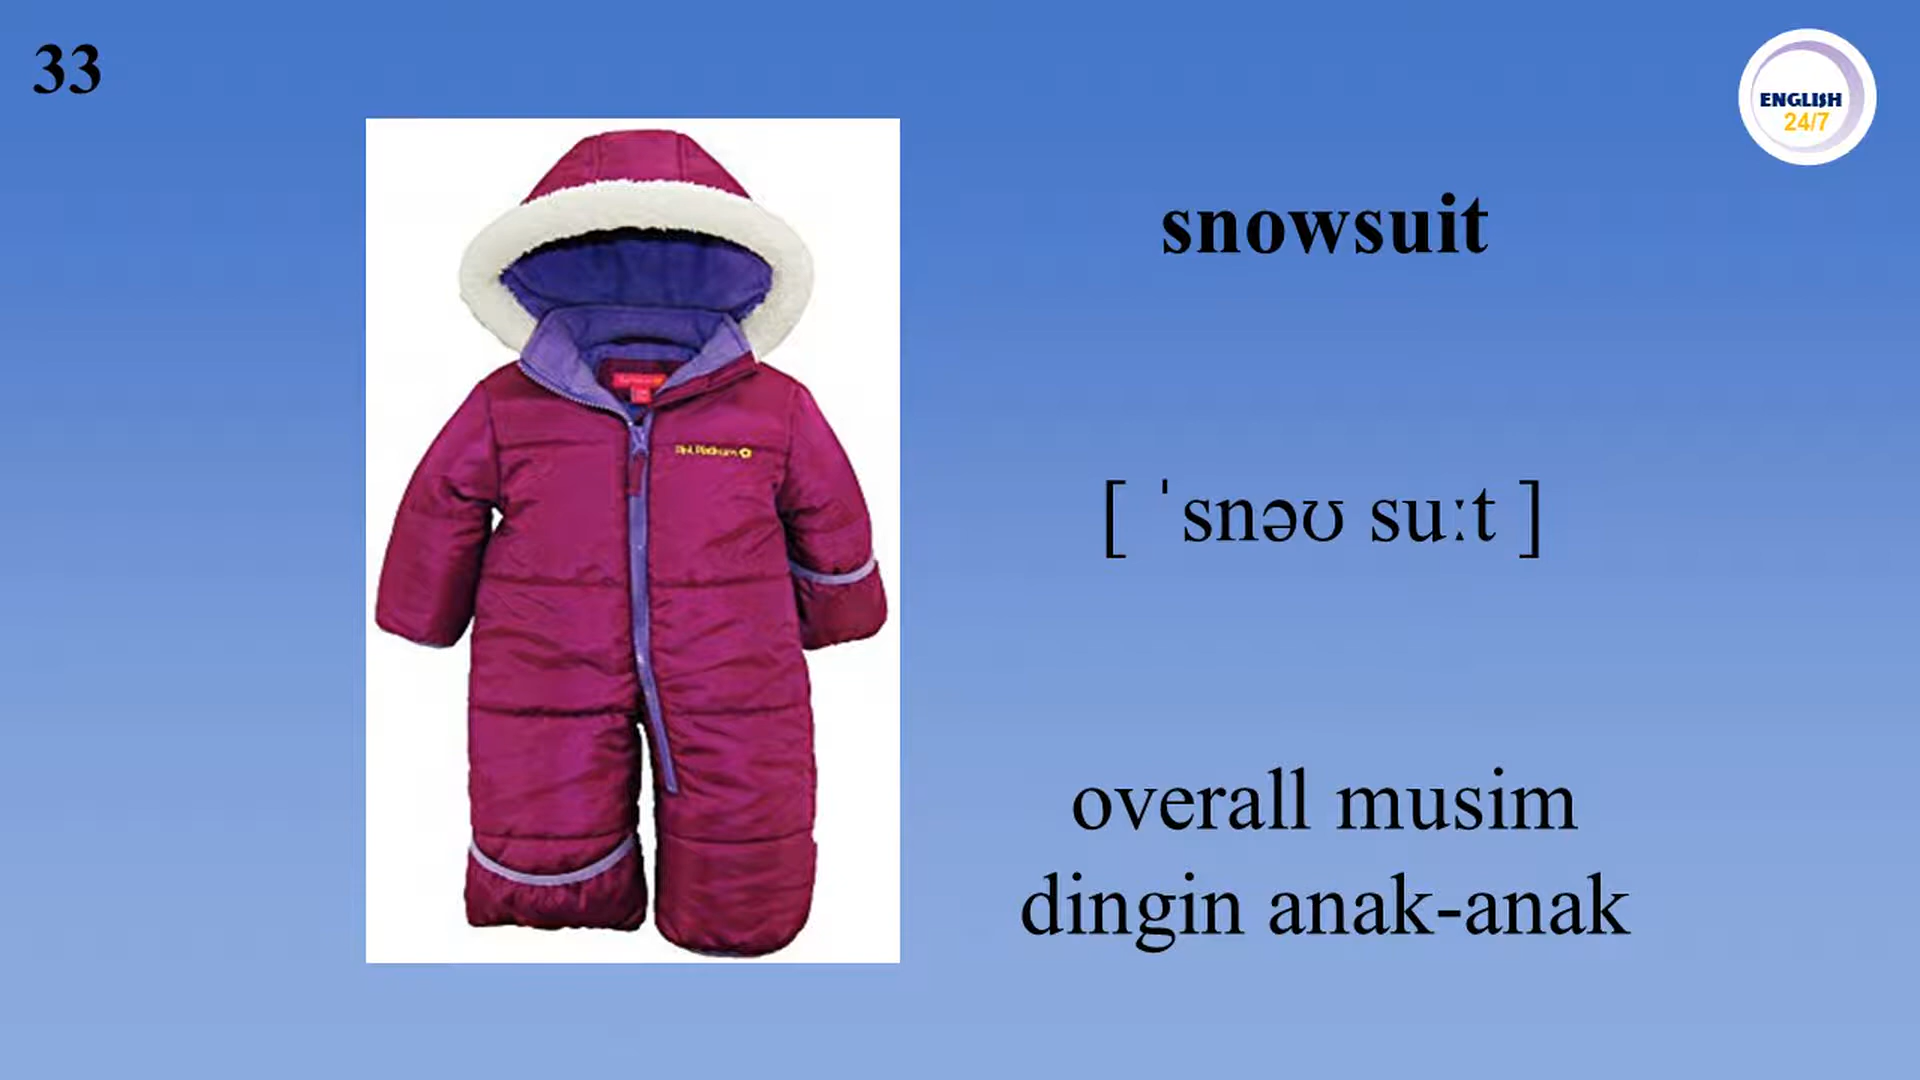 33
ENGLISH
24/7
snowsuit
[ ˈsnəʊ suːt ]
overall musim
dingin anak-anak